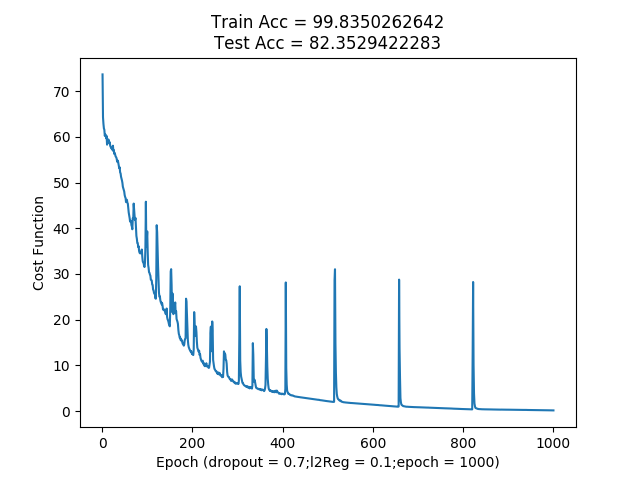 Train Acc = 99.8350262642
Test Acc = 82.3529422283
70
60
50
40
30
20
10
0
Cost Function
0 200 400 600 800 1000
Epoch (dropout = 0.7;l2Reg = 0.1;epoch = 1000)